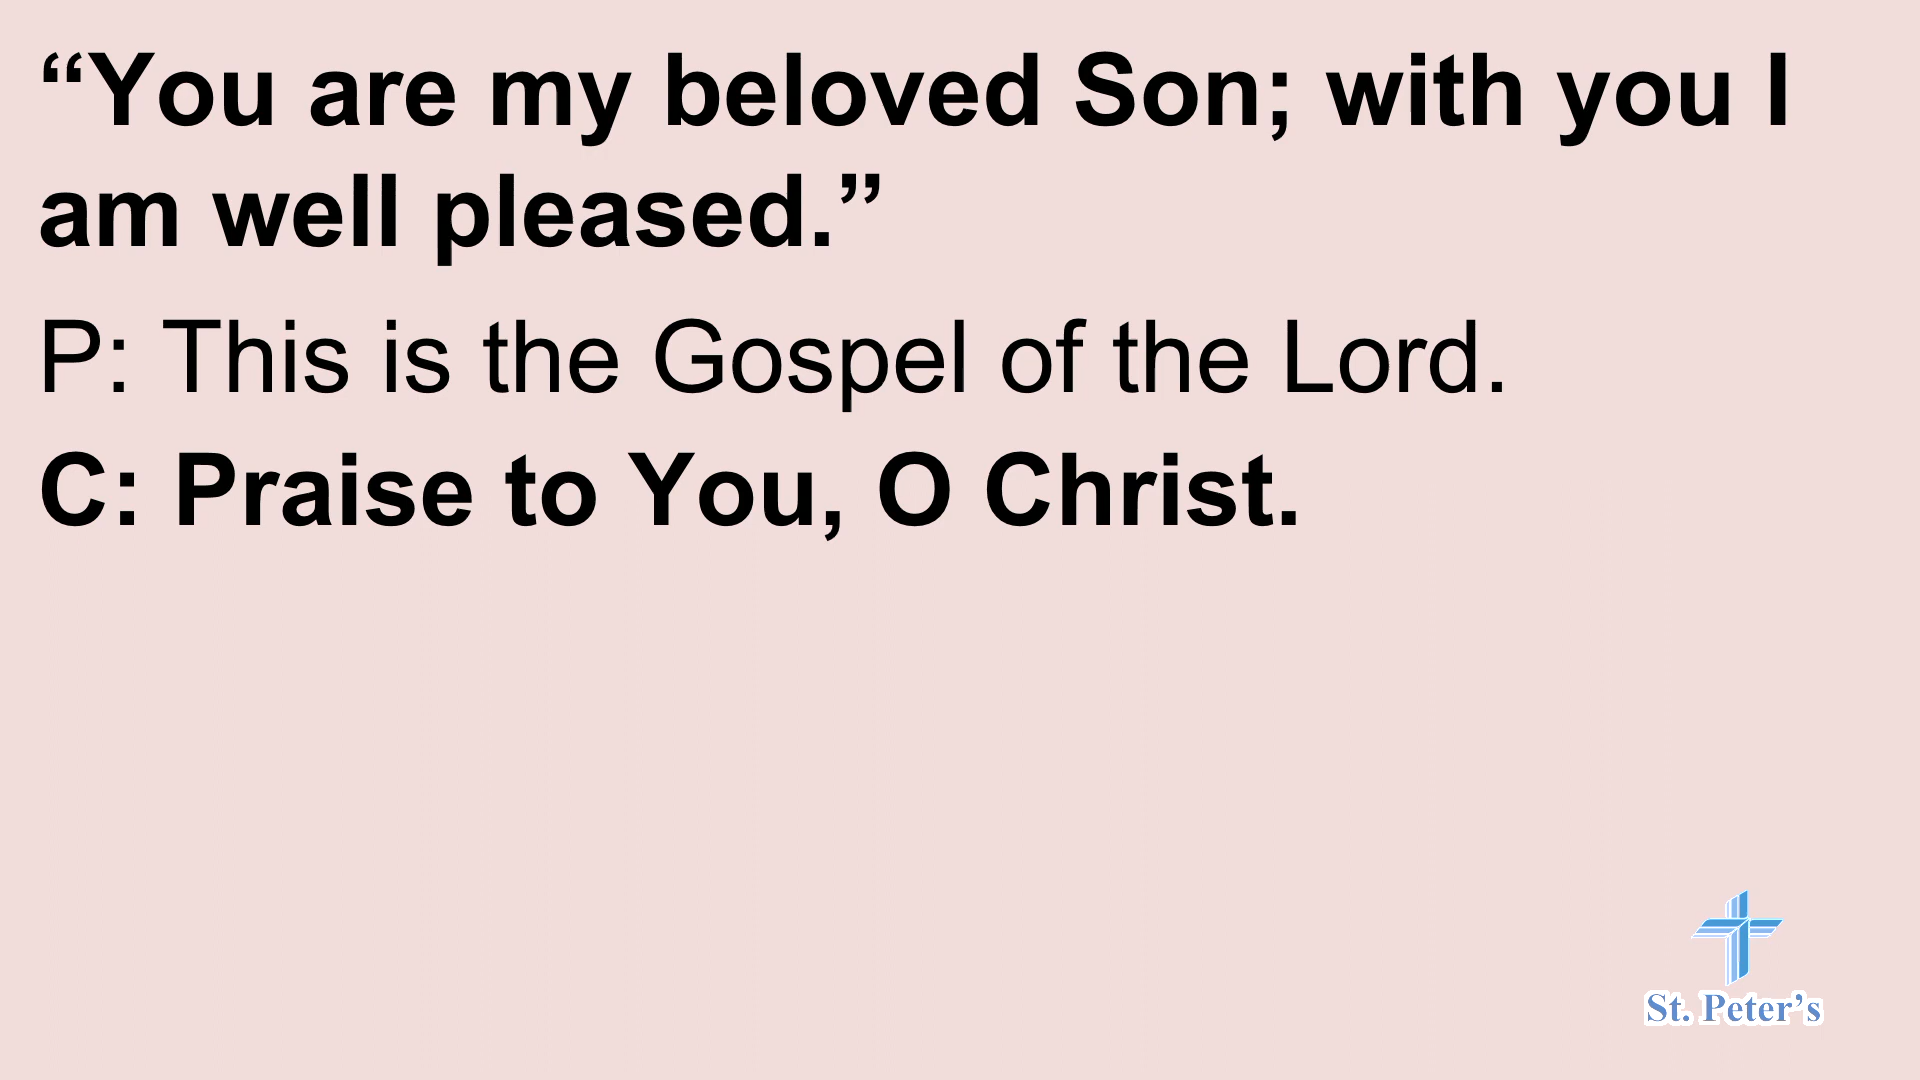 “You are my beloved Son; with you I
am well pleased.”
P: This is the Gospel of the Lord.
C: Praise to You, O Christ.
St. Peter’s